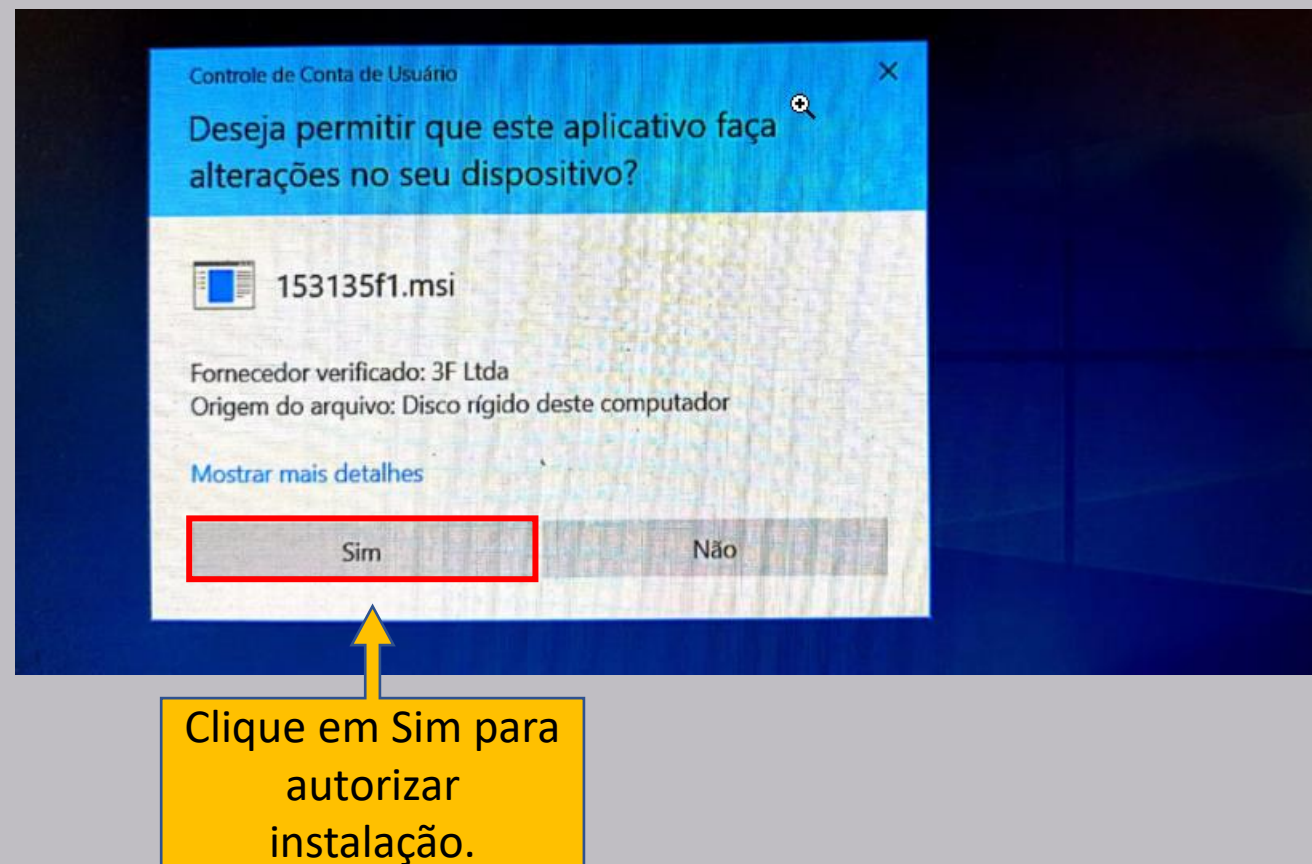 Controle de Conta de Usuário
Deseja permitir que este aplicativo faça
alterações no seu dispositivo?
153135f1.msi
Fornecedor verificado: 3F Ltda
Origem do arquivo: Disco rígido deste computador
Mostrar mais detalhes
Sim
Não
Clique em Sim para
autorizar
instalação.